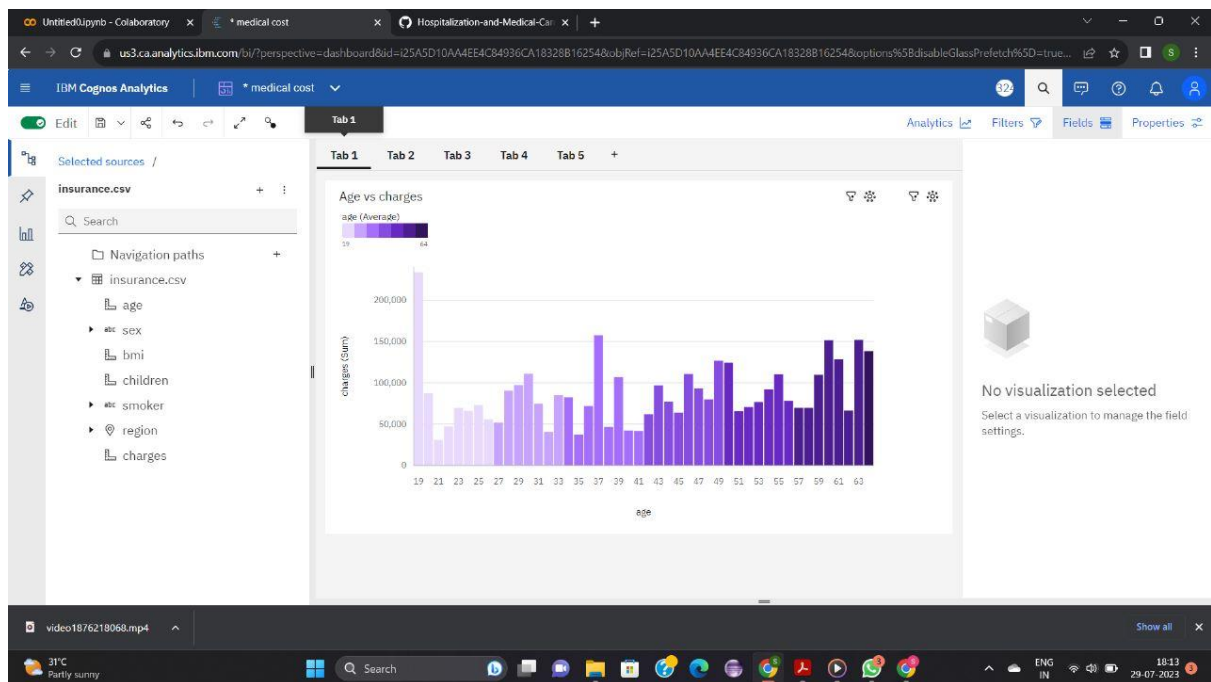 Untitled0.ipynb - Colaboratory
* medical cost
Hospitalization-and-Medical-Car
us3.ca.analytics.ibm.com/bi/?perspective=dashboard&id=i25A5D10AA4EE4C84936CA18328B16254&objRef=i25A5D10AA4EE4C84936CA18328B16254&options%5BdisableGlassPrefetch%5D=true...
S
IBM Cognos Analytics
* medical cost
324
Edit
Tab 1
Analytics
Filters
Fields
Properties
Selected sources /
Tab 1 Tab 2 Tab 3 Tab 4 Tab 5 +
insurance.csv
Search
Navigation paths
insurance.csv
age
abc sex
bmi
children
abc smoker
region
charges
Age vs charges
age (Average)
19 64
charges (Sum)
200,000
150,000
100,000
50,000
0
19 21 23 25 27 29 31 33 35 37 39 41 43 45 47 49 51 53 55 57 59 61 63
age
No visualization selected
Select a visualization to manage the field
settings.
video1876218068.mp4
Show all
31°C
Partly sunny
Search
ENG
IN
18:13
29-07-2023
3